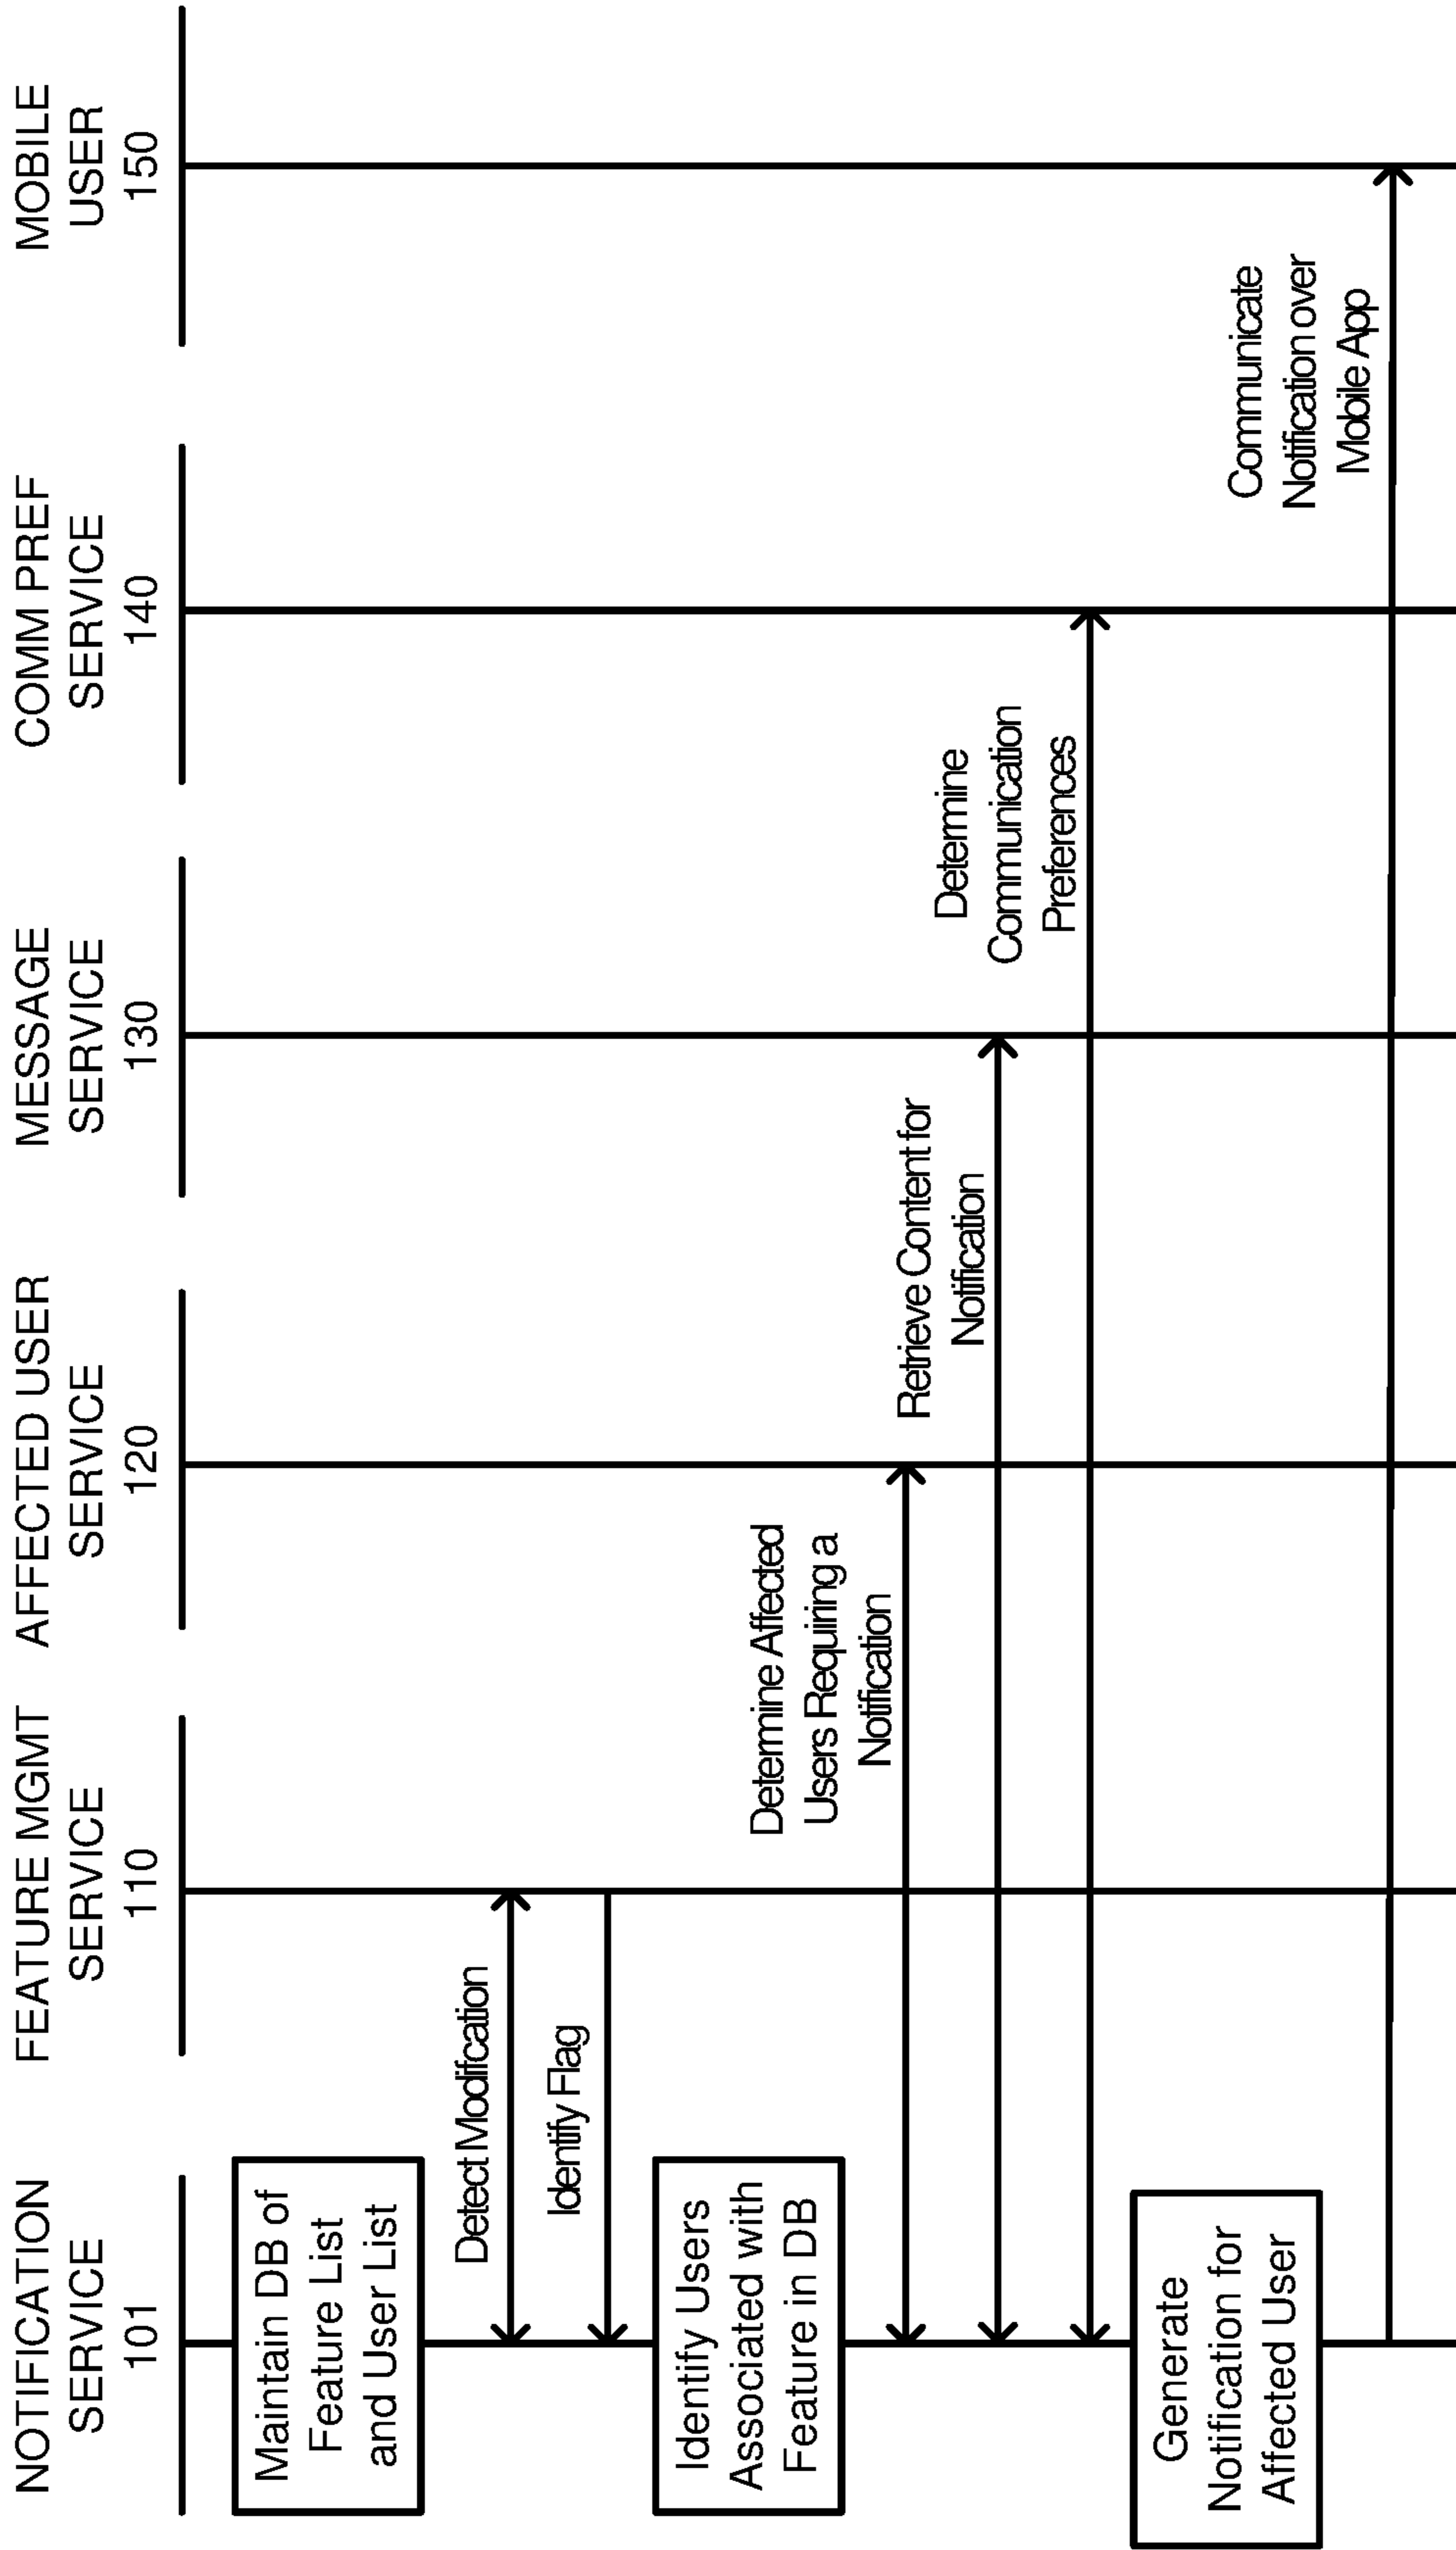 NOTIFICATION
SERVICE
101
FEATURE MGMT
SERVICE
110
AFFECTED USER
SERVICE
120
MESSAGE
SERVICE
130
COMM PREF
SERVICE
140
MOBILE
USER
150
Maintain DB of
Feature List
and User List
Detect Modifcation
Identify Flag
Identify Users
Associated with
Feature in DB
Determine Affected
Users Requiring a
Notification
Retrieve Content for
Notification
Determine
Communication
Preferences
Generate
Notification for
Affected User
Communicate
Notification over
Mobile App